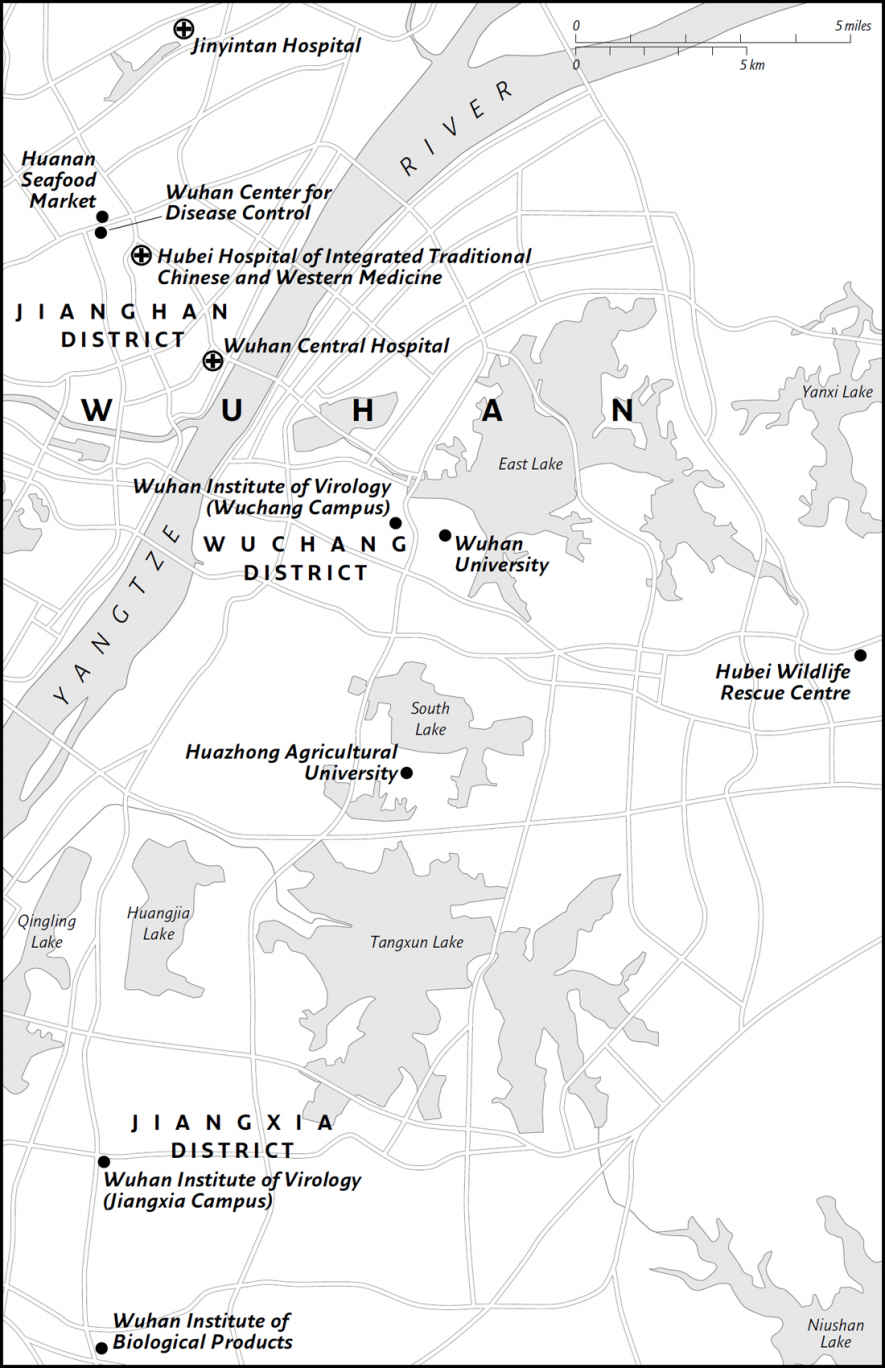 Jinyintan Hospital
0
5 miles
0
5 km
RIVER
Huanan
Seafood
Market
Wuhan Center for
Disease Control
Hubei Hospital of Integrated Traditional
Chinese and Western Medicine
JIANGHAN
DISTRICT
Wuhan Central Hospital
Yanxi Lake
WUHAN
East Lake
Wuhan Institute of Virology
(Wuchang Campus)
WUCHANG
DISTRICT
Wuhan
University
YANGTZE
Hubei Wildlife
Rescue Centre
South
Lake
Huazhong Agricultural
University
Qingling
Lake
Huangjia
Lake
Tangxun Lake
JIANGXIA
DISTRICT
Wuhan Institute of Virology
(Jiangxia Campus)
Wuhan Institute of
Biological Products
Niushan
Lake